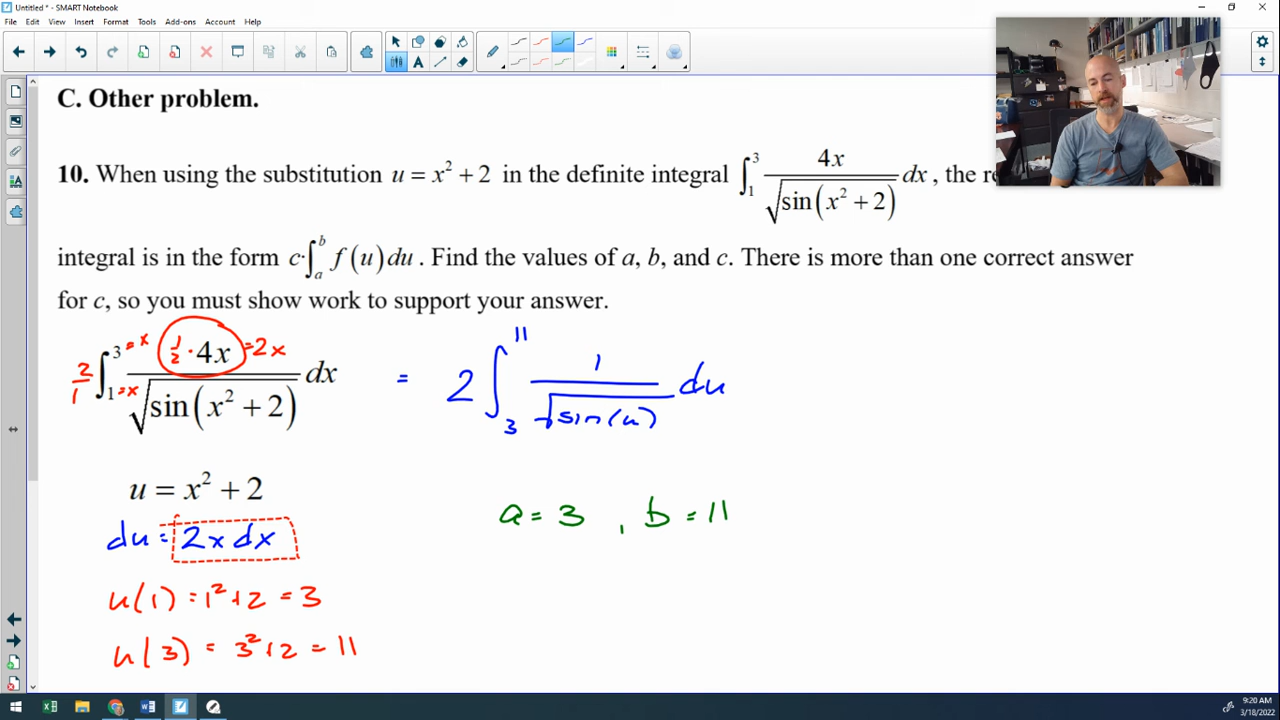 Untitled * - SMART Notebook
File Edit View Insert Format Tools Add-ons Account Help
C. Other problem.
10. When using the substitution u = x² + 2 in the definite integral ∫₁³ 4x / √sin(x² + 2) dx, the
integral is in the form c·∫ₐᵇ f(u)du. Find the values of a, b, and c. There is more than one correct answer
for c, so you must show work to support your answer.
2/1 ∫₁₌ₓ^(3=x) (1/2 · 4x) =2x / √sin(x² + 2) dx = 2 ∫₃¹¹ 1 / √sin(u) du
u = x² + 2
du = 2x dx
a = 3 , b = 11
u(1) = 1² + 2 = 3
u(3) = 3² + 2 = 11
9:20 AM
3/18/2022